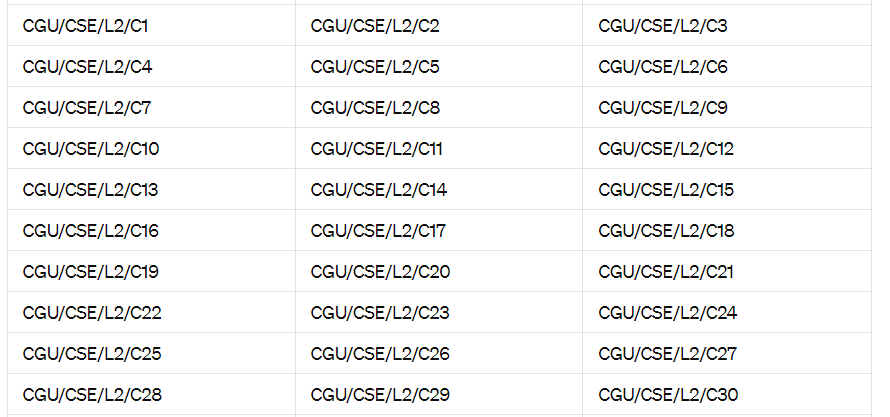 CGU/CSE/L2/C1 CGU/CSE/L2/C2 CGU/CSE/L2/C3
CGU/CSE/L2/C4 CGU/CSE/L2/C5 CGU/CSE/L2/C6
CGU/CSE/L2/C7 CGU/CSE/L2/C8 CGU/CSE/L2/C9
CGU/CSE/L2/C10 CGU/CSE/L2/C11 CGU/CSE/L2/C12
CGU/CSE/L2/C13 CGU/CSE/L2/C14 CGU/CSE/L2/C15
CGU/CSE/L2/C16 CGU/CSE/L2/C17 CGU/CSE/L2/C18
CGU/CSE/L2/C19 CGU/CSE/L2/C20 CGU/CSE/L2/C21
CGU/CSE/L2/C22 CGU/CSE/L2/C23 CGU/CSE/L2/C24
CGU/CSE/L2/C25 CGU/CSE/L2/C26 CGU/CSE/L2/C27
CGU/CSE/L2/C28 CGU/CSE/L2/C29 CGU/CSE/L2/C30